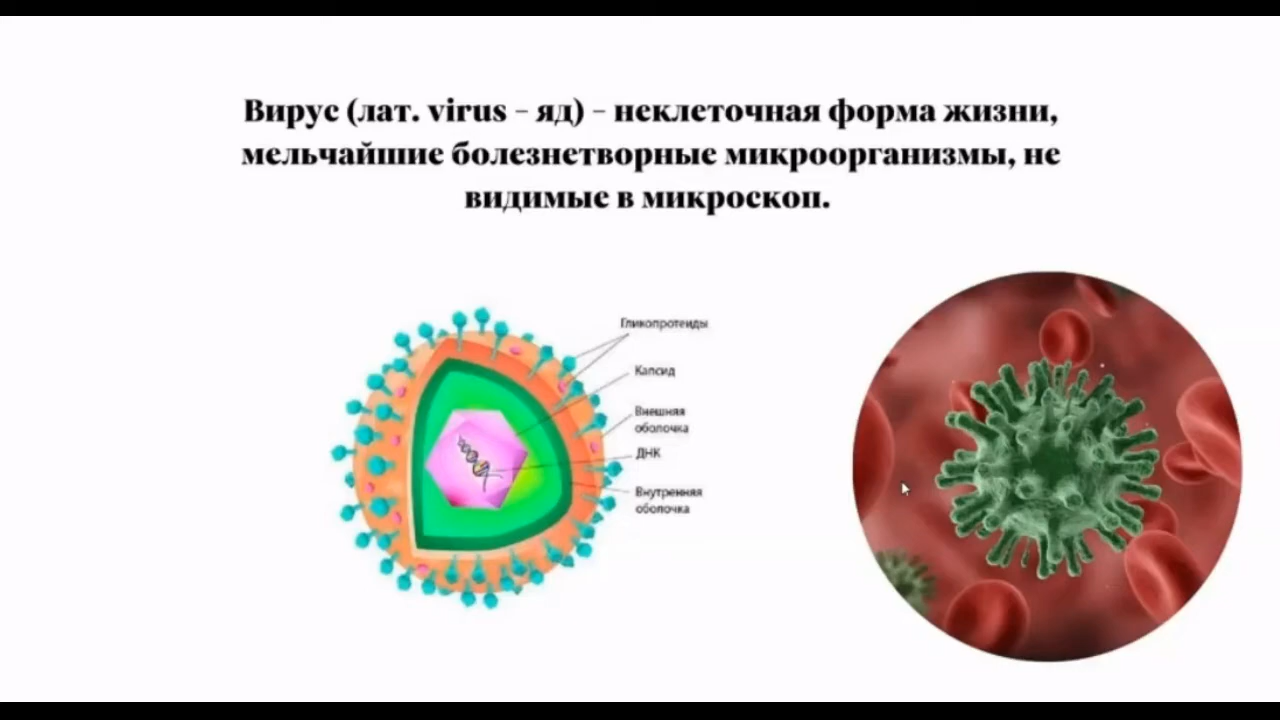 Вирус (лат. virus – яд) – неклеточная форма жизни,
мельчайшие болезнетворные микроорганизмы, не
видимые в микроскоп.
Гликопротеиды
Капсид
Внешняя
оболочка
ДНК
Внутренняя
оболочка